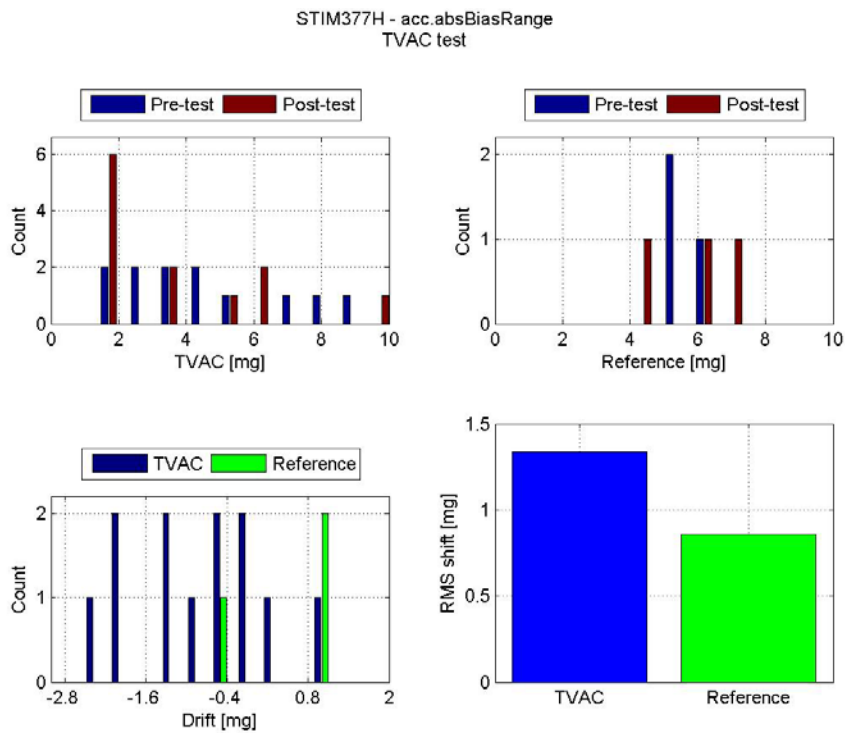 STIM377H - acc.absBiasRange
TVAC test
Pre-test Post-test
6
4
2
0
Count
0 2 4 6 8 10
TVAC [mg]
Pre-test Post-test
2
1
0
Count
0 2 4 6 8 10
Reference [mg]
TVAC Reference
2
1
0
Count
-2.8 -1.6 -0.4 0.8 2
Drift [mg]
1.5
1
0.5
0
RMS shift [mg]
TVAC Reference